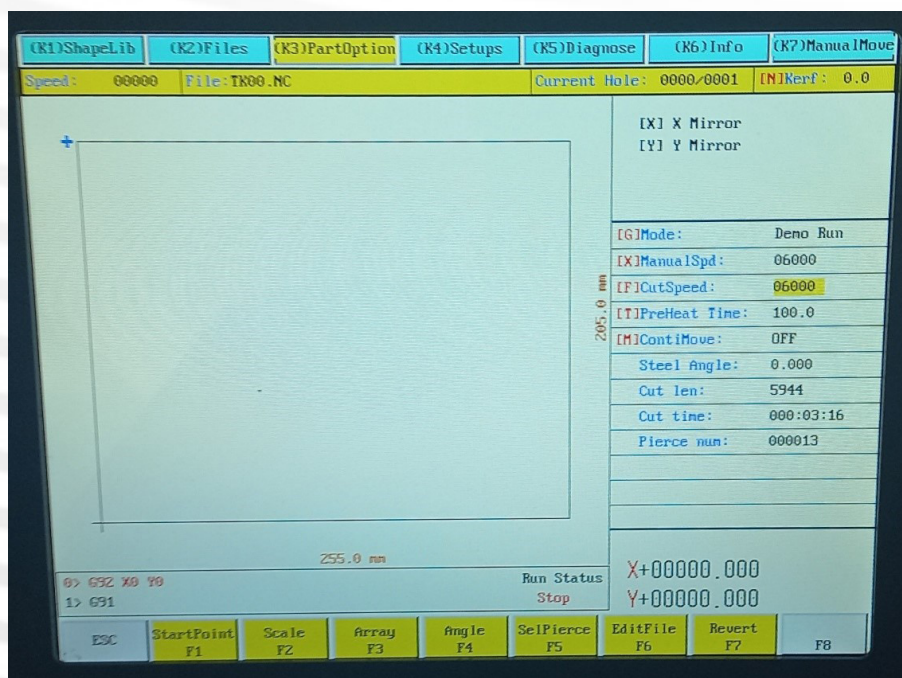 (K1)ShapeLib (K2)Files (K3)PartOption (K4)Setups (K5)Diagnose (K6)Info (K7)ManualMove
Speed: 00000 File:TK00.NC Current Hole: 0000/0001 [N]Kerf: 0.0
[X] X Mirror
[Y] Y Mirror
[G]Mode: Demo Run
[X]ManualSpd: 06000
[F]CutSpeed: 06000
[T]PreHeat Time: 100.0
[M]ContiMove: OFF
Steel Angle: 0.000
Cut len: 5944
Cut time: 000:03:16
Pierce num: 000013
205.0 mm
255.0 mm
0> G92 X0 Y0
1> G91
Run Status
Stop
X+00000.000
Y+00000.000
ESC StartPoint Scale Array Angle SelPierce EditFile Revert
F1 F2 F3 F4 F5 F6 F7 F8